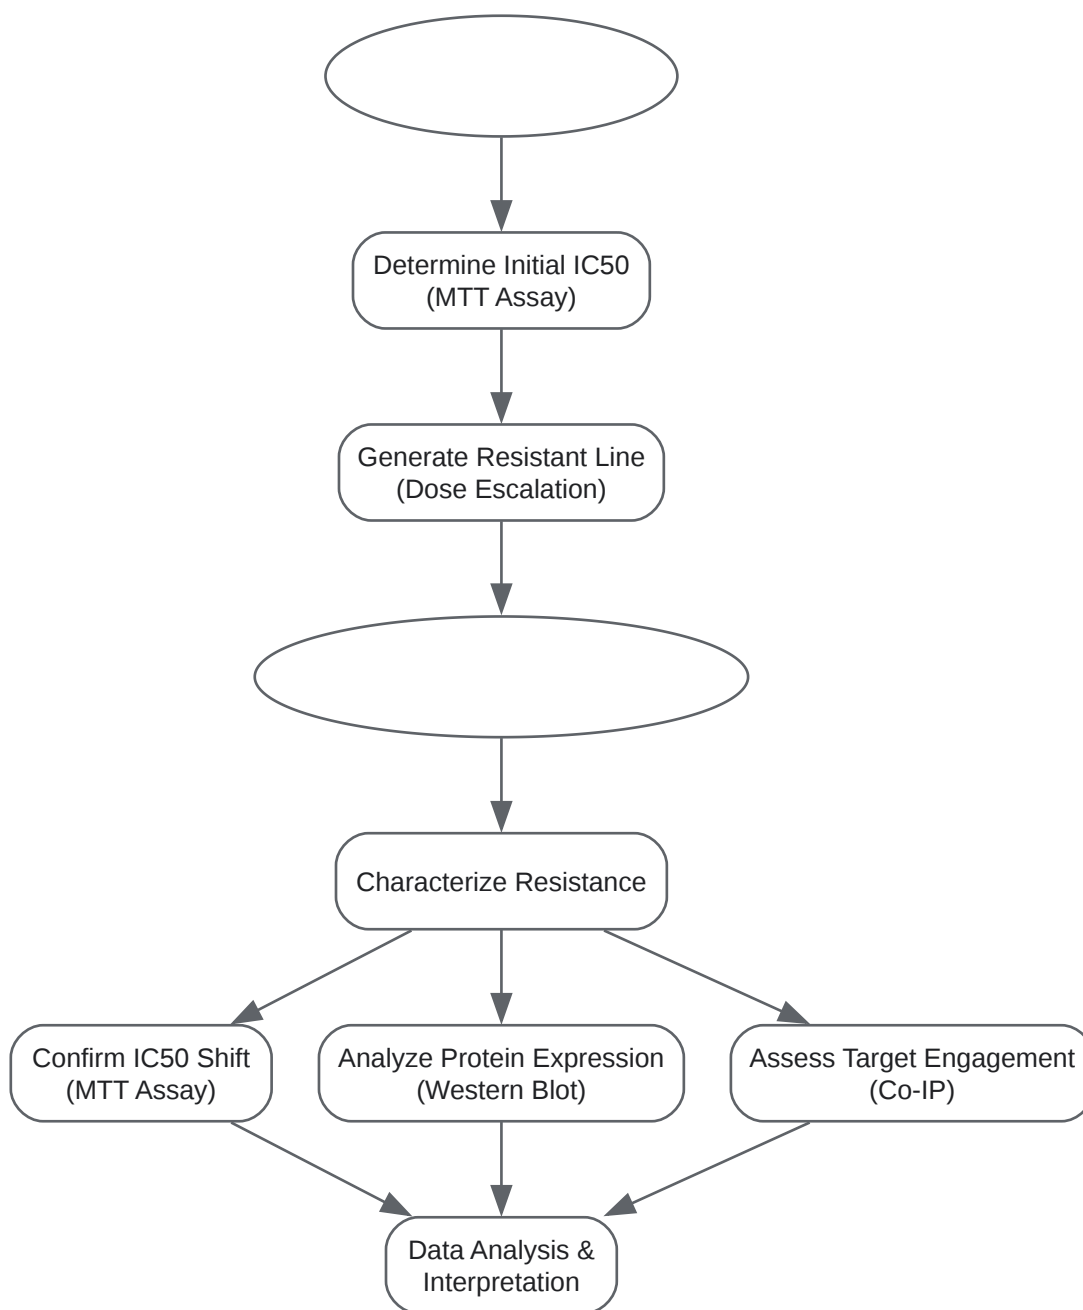 Determine Initial IC50
(MTT Assay)
Generate Resistant Line
(Dose Escalation)
Characterize Resistance
Confirm IC50 Shift
(MTT Assay)
Analyze Protein Expression
(Western Blot)
Assess Target Engagement
(Co-IP)
Data Analysis &
Interpretation